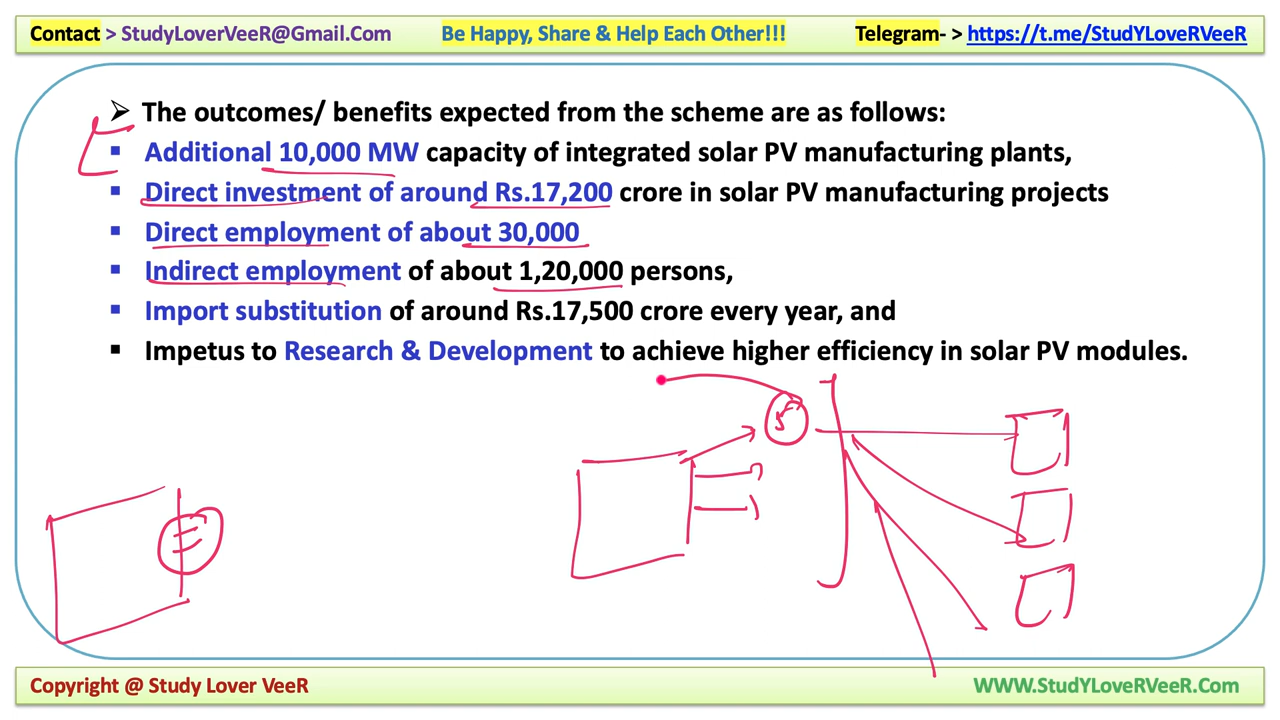 Contact > StudyLoverVeeR@Gmail.Com Be Happy, Share & Help Each Other!!! Telegram- > https://t.me/StudYLoveRVeeR
➢ The outcomes/ benefits expected from the scheme are as follows:
▪ Additional 10,000 MW capacity of integrated solar PV manufacturing plants,
▪ Direct investment of around Rs.17,200 crore in solar PV manufacturing projects
▪ Direct employment of about 30,000
▪ Indirect employment of about 1,20,000 persons,
▪ Import substitution of around Rs.17,500 crore every year, and
▪ Impetus to Research & Development to achieve higher efficiency in solar PV modules.
5
Copyright @ Study Lover VeeR WWW.StudYLoveRVeeR.Com